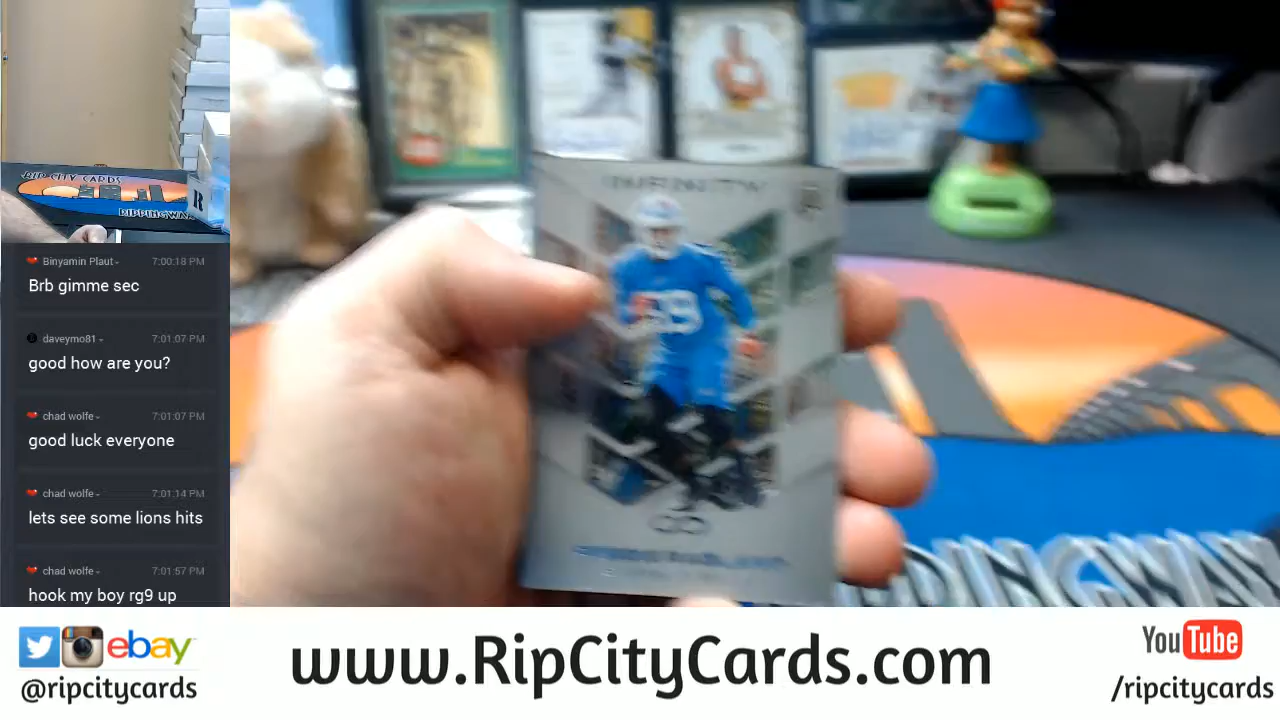 RIP CITY CARDS
RIPPINGWAX
Binyamin Plaut 7:00:18 PM
Brb gimme sec
daveymo81 7:01:07 PM
good how are you?
chad wolfe 7:01:07 PM
good luck everyone
chad wolfe 7:01:14 PM
lets see some lions hits
chad wolfe 7:01:57 PM
hook my boy rg9 up
INFINITY
99
ebay
@ripcitycards
www.RipCityCards.com
YouTube
/ripcitycards